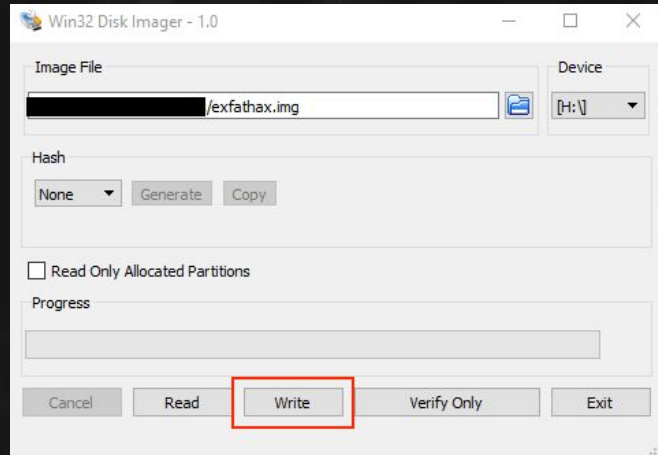 Win32 Disk Imager - 1.0
Image File
Device
/exfathax.img
[H:\]
Hash
None
Generate
Copy
Read Only Allocated Partitions
Progress
Cancel
Read
Write
Verify Only
Exit